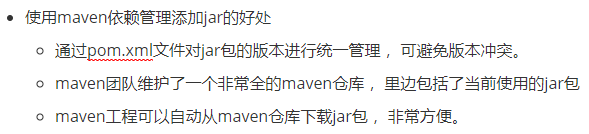 使用maven依赖管理添加jar的好处
通过pom.xml文件对jar包的版本进行统一管理，可避免版本冲突。
maven团队维护了一个非常全的maven仓库，里边包括了当前使用的jar包
maven工程可以自动从maven仓库下载jar包，非常方便。